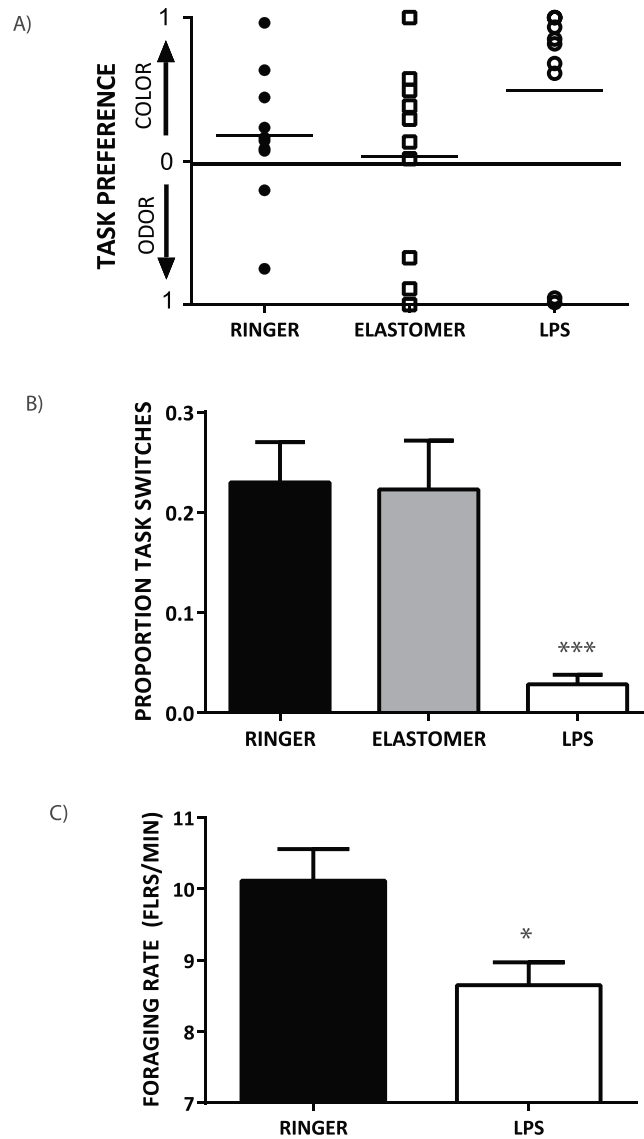 A)
TASK PREFERENCE
COLOR
ODOR
1
0
1
RINGER
ELASTOMER
LPS
B)
PROPORTION TASK SWITCHES
0.3
0.2
0.1
0.0
***
RINGER
ELASTOMER
LPS
C)
FORAGING RATE (FLRS/MIN)
11
10
9
8
7
*
RINGER
LPS